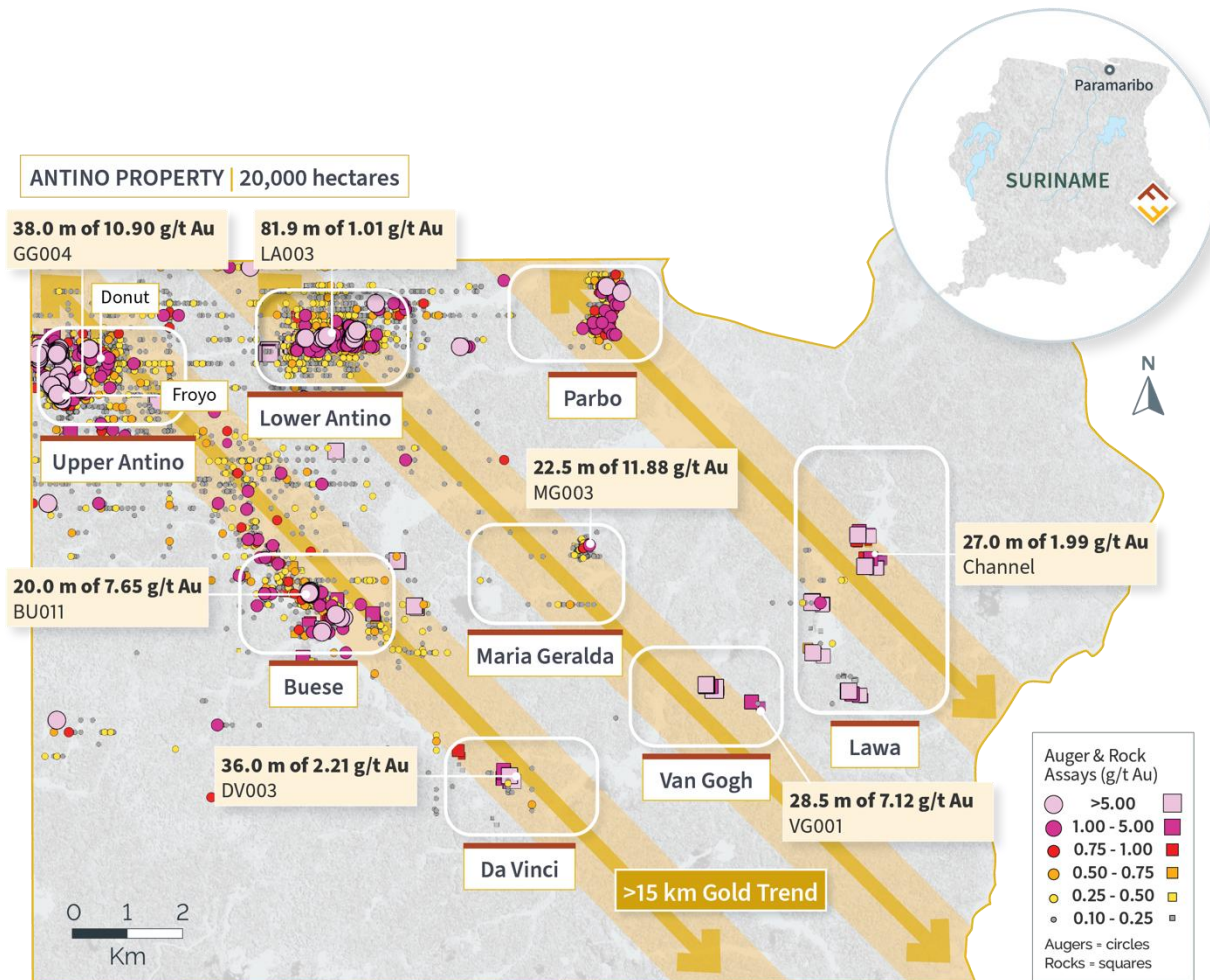 Paramaribo
SURINAME
ANTINO PROPERTY | 20,000 hectares
38.0 m of 10.90 g/t Au
GG004
81.9 m of 1.01 g/t Au
LA003
Donut
Froyo
Upper Antino
Lower Antino
Parbo
N
22.5 m of 11.88 g/t Au
MG003
27.0 m of 1.99 g/t Au
Channel
20.0 m of 7.65 g/t Au
BU011
Buese
Maria Geralda
Lawa
36.0 m of 2.21 g/t Au
DV003
Van Gogh
28.5 m of 7.12 g/t Au
VG001
Da Vinci
>15 km Gold Trend
0 1 2
Km
Auger & Rock
Assays (g/t Au)
>5.00
1.00 - 5.00
0.75 - 1.00
0.50 - 0.75
0.25 - 0.50
0.10 - 0.25
Augers = circles
Rocks = squares